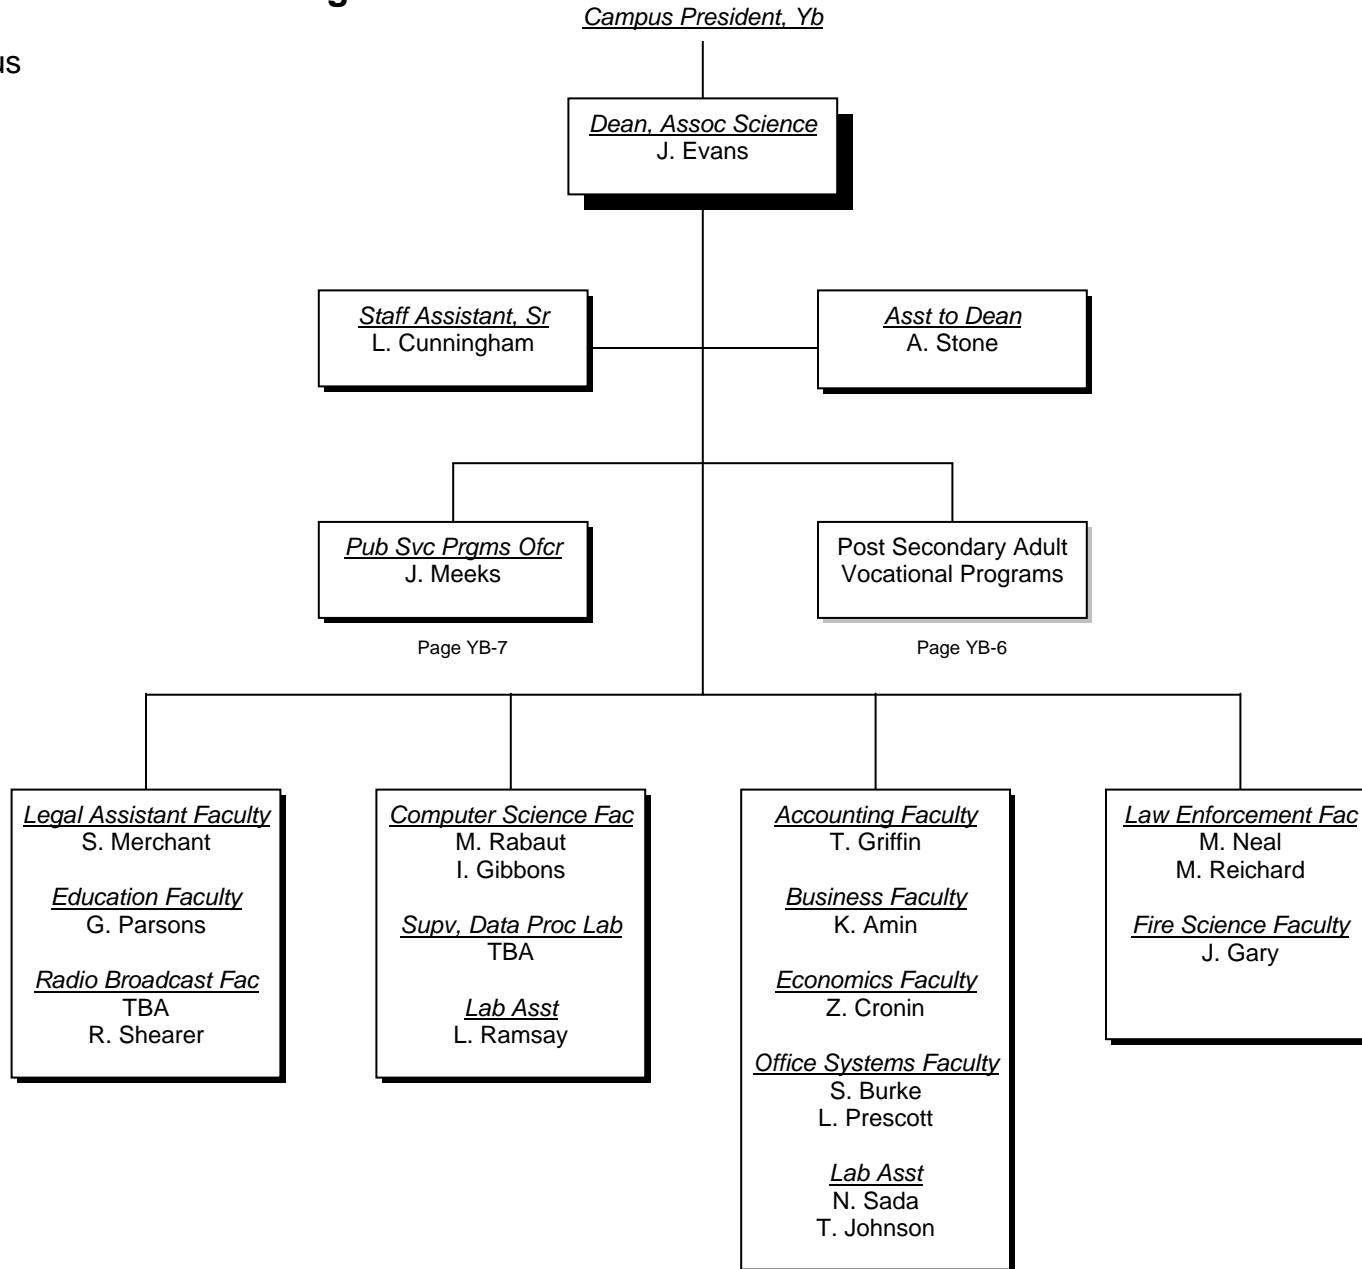 Campus President, Yb
Dean, Assoc Science
J. Evans
Staff Assistant, Sr
L. Cunningham
Asst to Dean
A. Stone
Pub Svc Prgms Ofcr
J. Meeks
Page YB-7
Post Secondary Adult
Vocational Programs
Page YB-6
Legal Assistant Faculty
S. Merchant
Education Faculty
G. Parsons
Radio Broadcast Fac
TBA
R. Shearer
Computer Science Fac
M. Rabaut
I. Gibbons
Supv, Data Proc Lab
TBA
Lab Asst
L. Ramsay
Accounting Faculty
T. Griffin
Business Faculty
K. Amin
Economics Faculty
Z. Cronin
Office Systems Faculty
S. Burke
L. Prescott
Lab Asst
N. Sada
T. Johnson
Law Enforcement Fac
M. Neal
M. Reichard
Fire Science Faculty
J. Gary